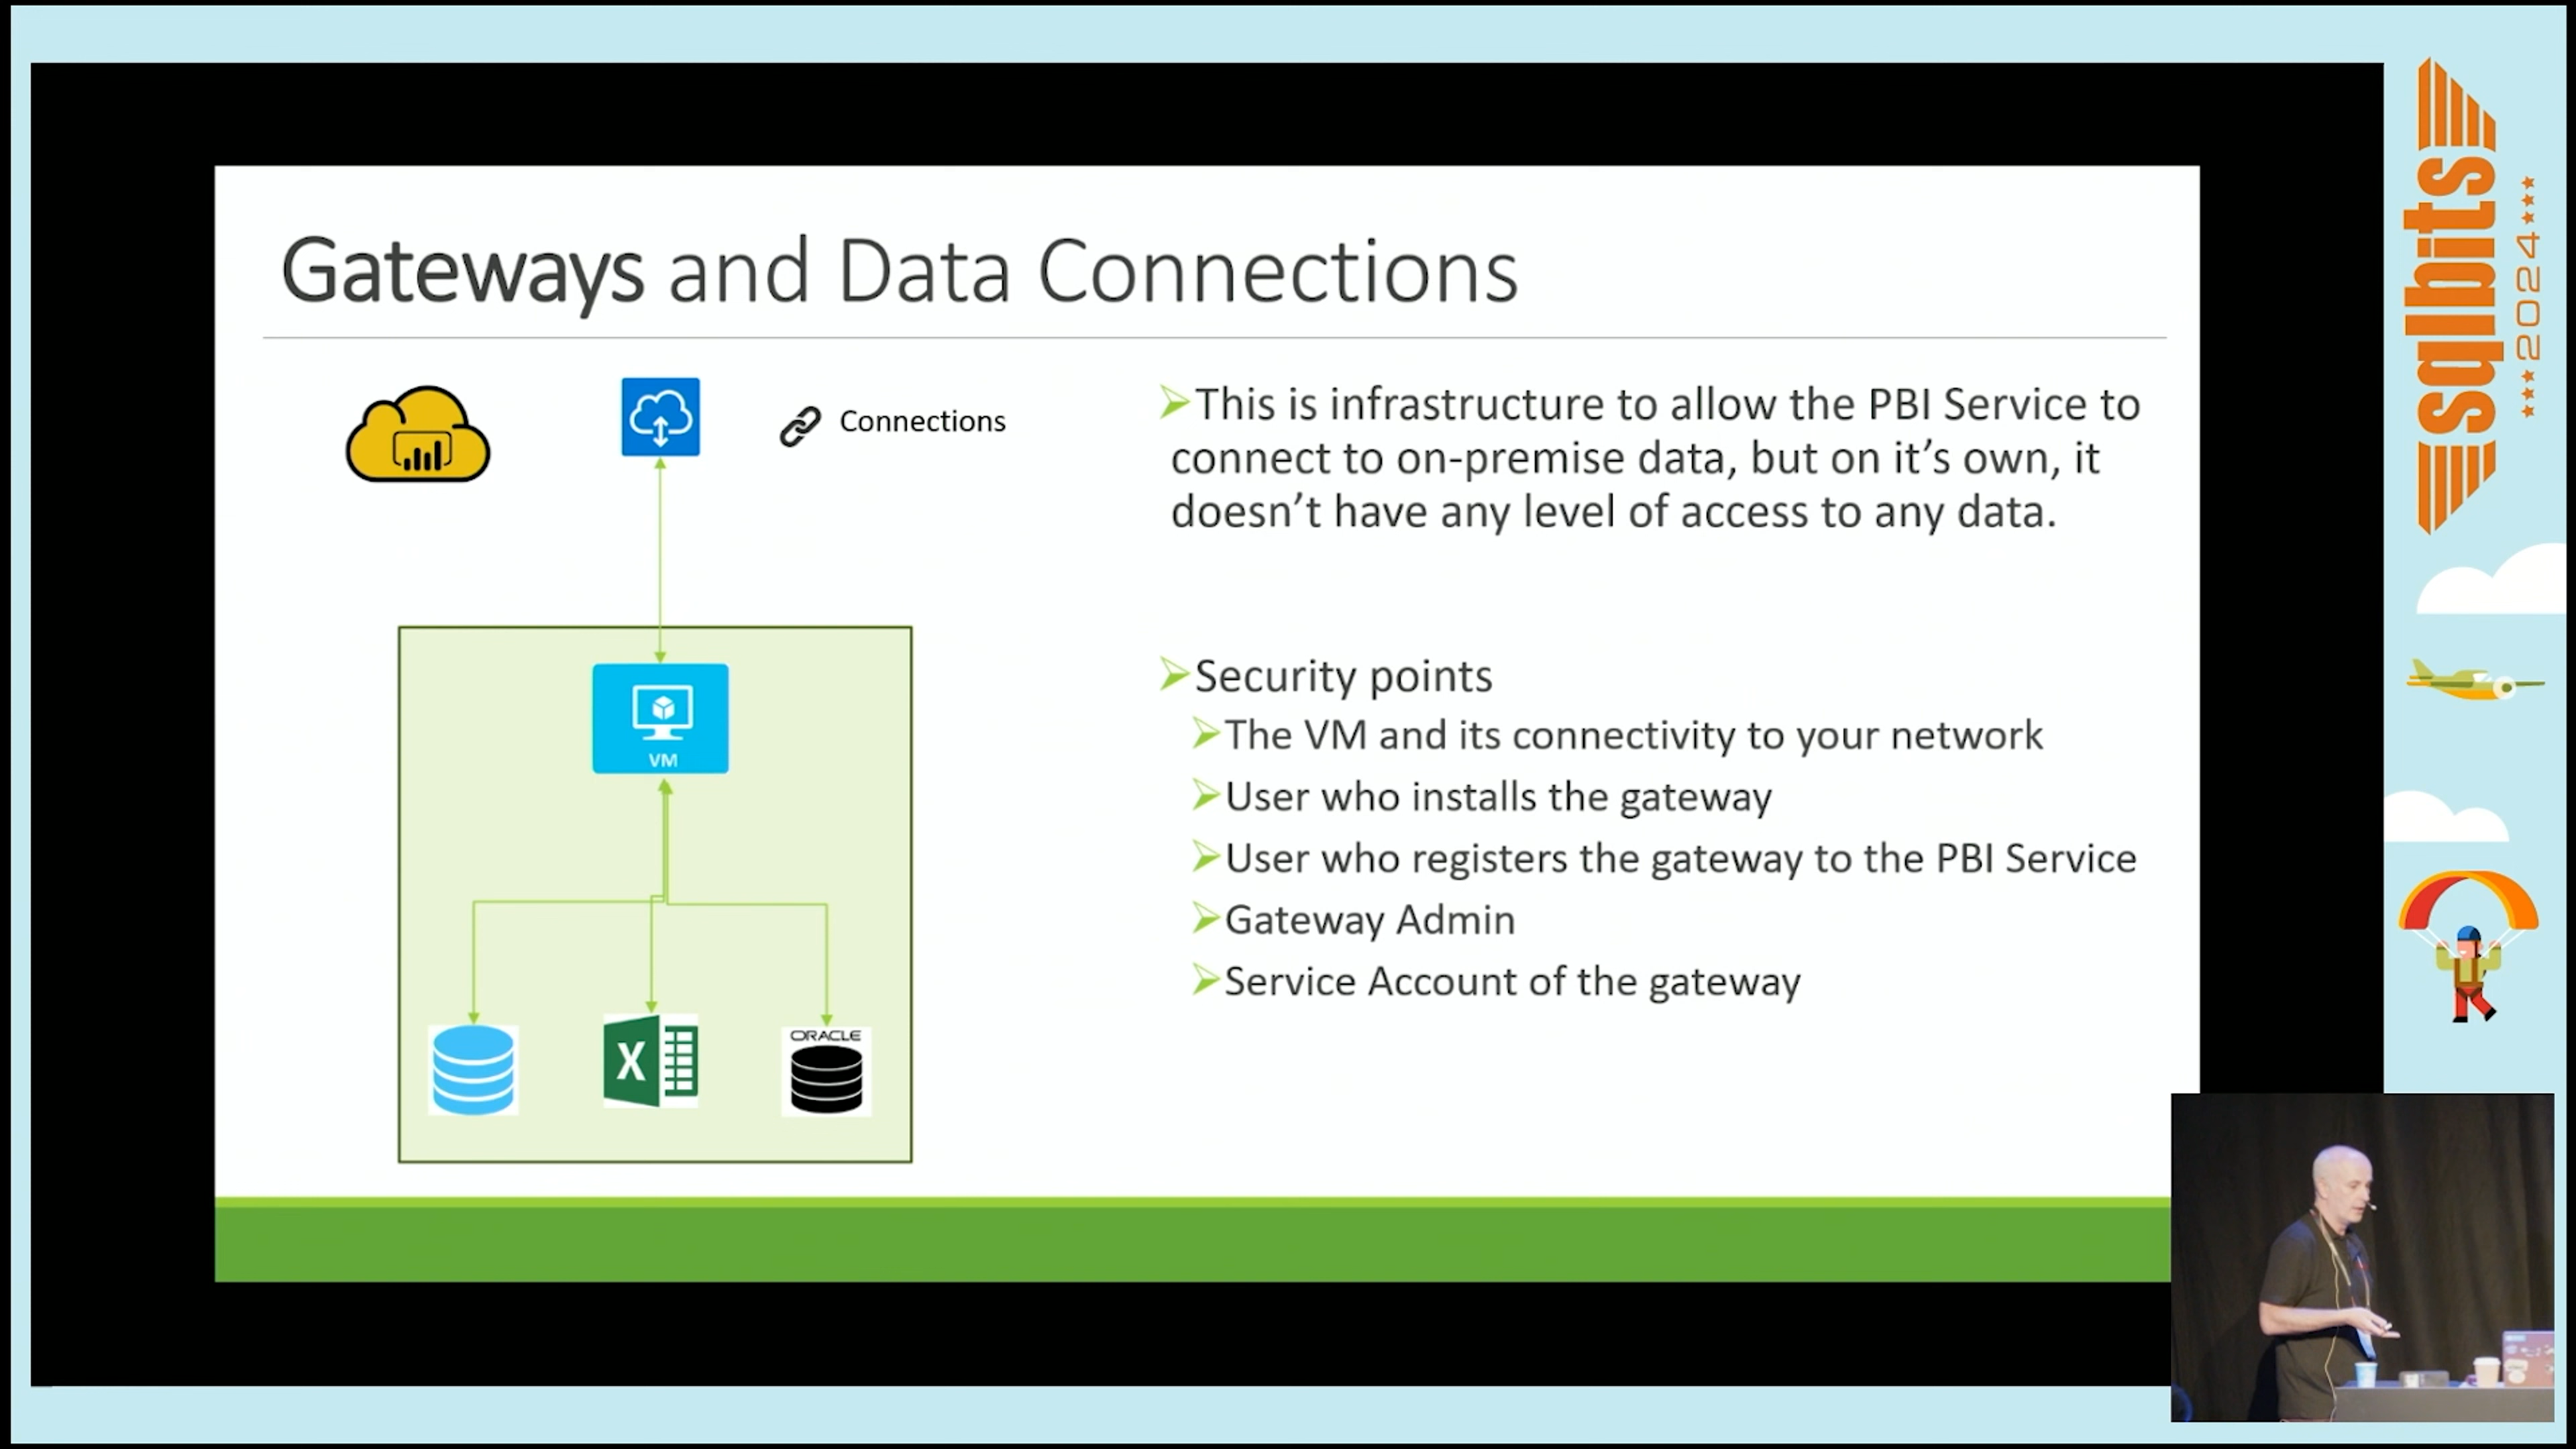 Gateways and Data Connections
Connections
VM
ORACLE
This is infrastructure to allow the PBI Service to
connect to on-premise data, but on it’s own, it
doesn’t have any level of access to any data.
Security points
The VM and its connectivity to your network
User who installs the gateway
User who registers the gateway to the PBI Service
Gateway Admin
Service Account of the gateway
sqlbits
2024